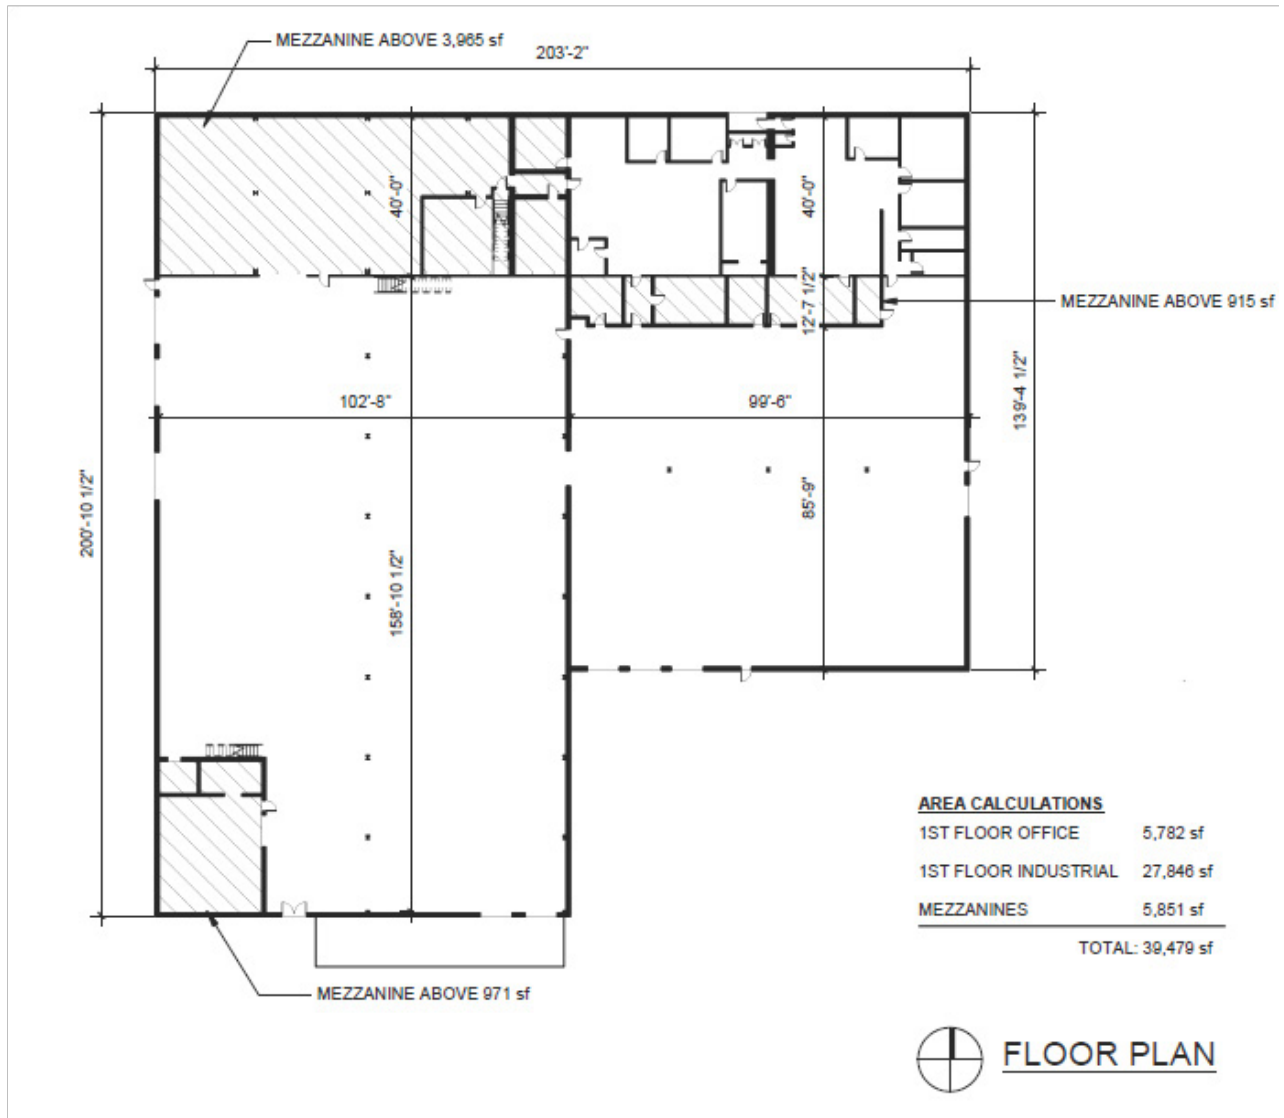 MEZZANINE ABOVE 3,965 sf
203'-2"
40'-0"
40'-0"
12'-7 1/2"
MEZZANINE ABOVE 915 sf
102'-8"
99'-6"
139'-4 1/2"
200'-10 1/2"
85'-9"
158'-10 1/2"
AREA CALCULATIONS
1ST FLOOR OFFICE 5,782 sf
1ST FLOOR INDUSTRIAL 27,846 sf
MEZZANINES 5,851 sf
TOTAL: 39,479 sf
MEZZANINE ABOVE 971 sf
FLOOR PLAN